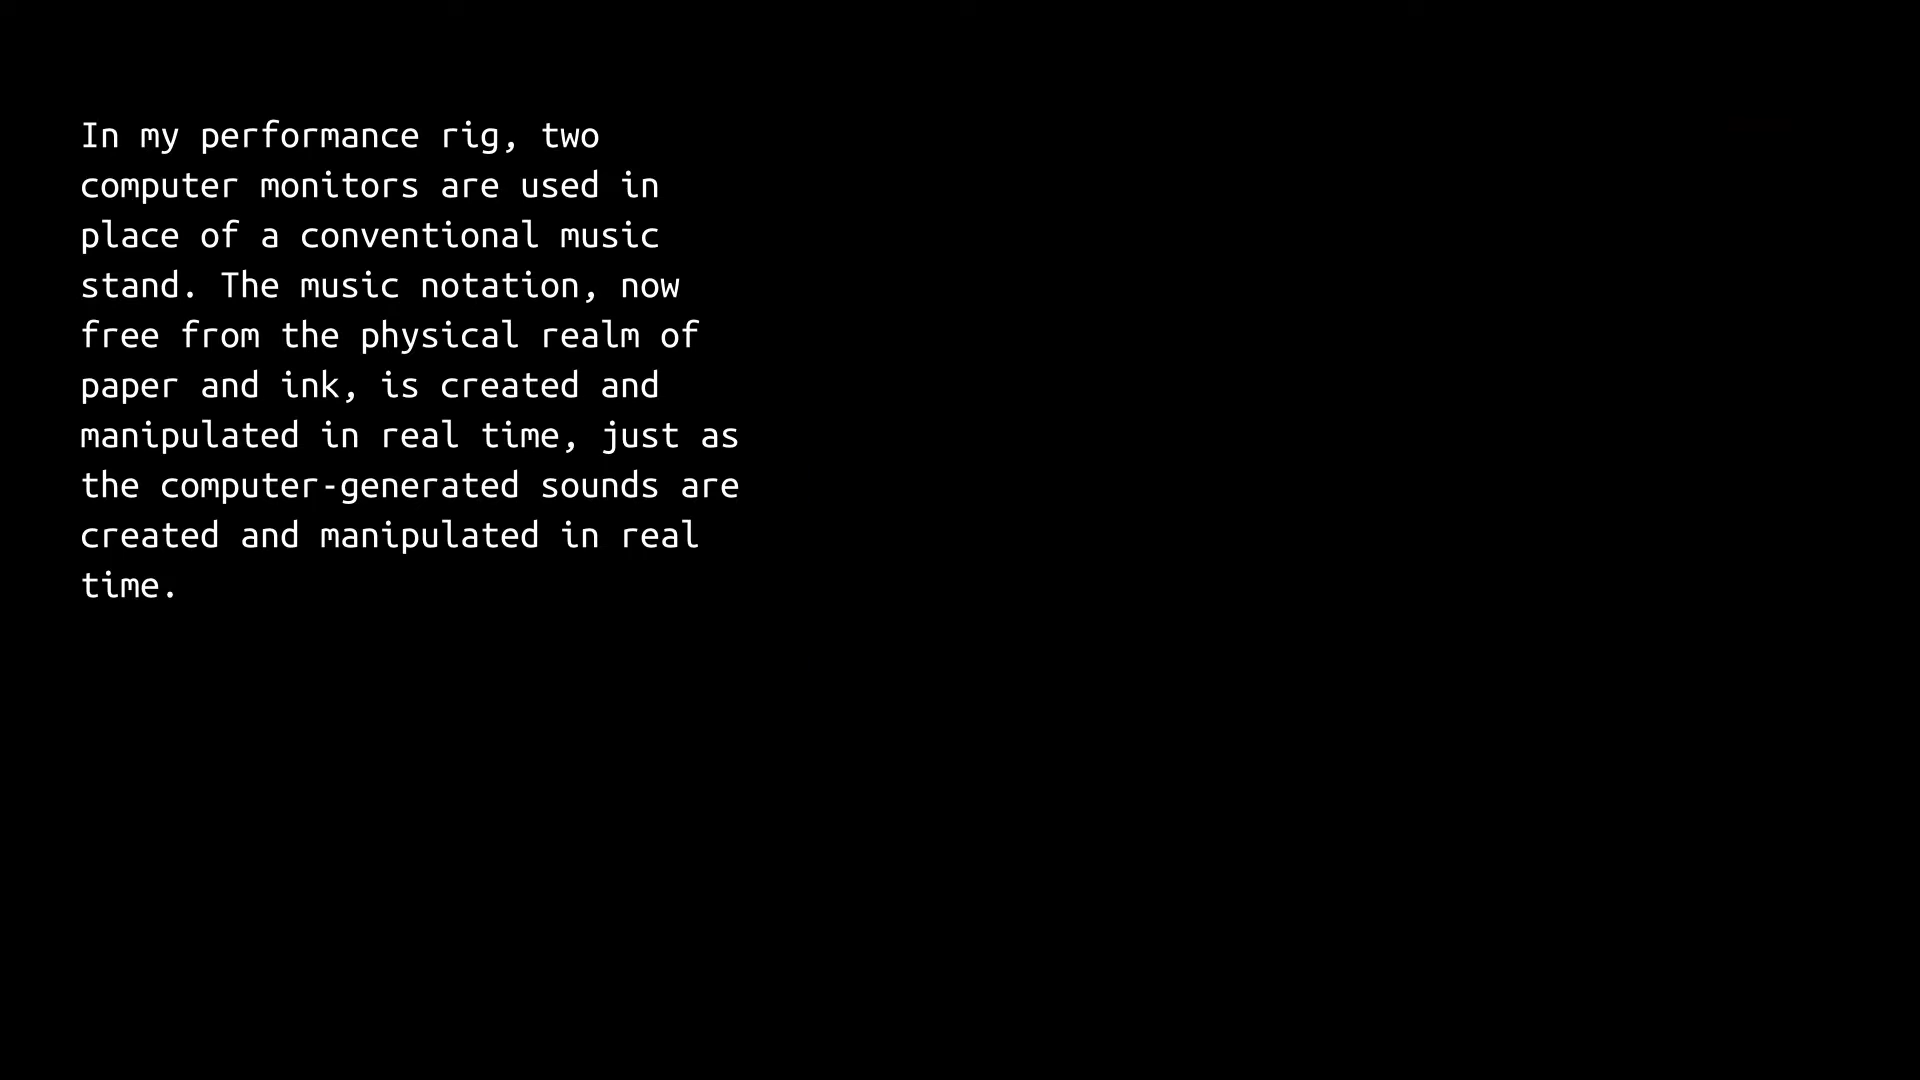 In my performance rig, two
computer monitors are used in
place of a conventional music
stand. The music notation, now
free from the physical realm of
paper and ink, is created and
manipulated in real time, just as
the computer-generated sounds are
created and manipulated in real
time.